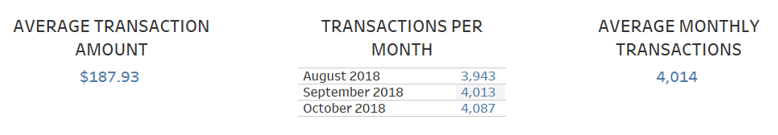 AVERAGE TRANSACTION
AMOUNT
$187.93
TRANSACTIONS PER
MONTH
August 2018 3,943
September 2018 4,013
October 2018 4,087
AVERAGE MONTHLY
TRANSACTIONS
4,014